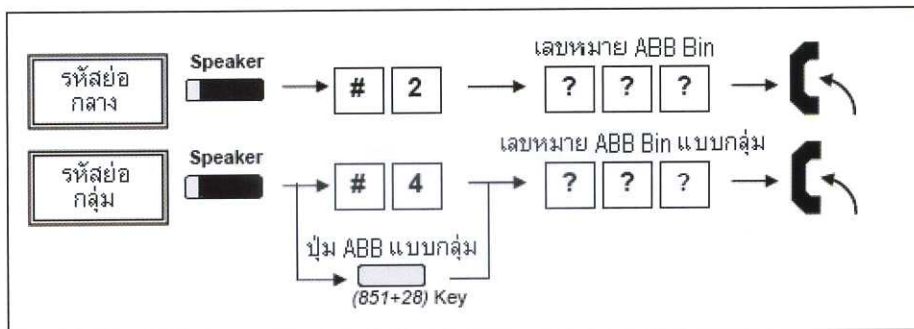 รหัสย่อ
กลาง
Speaker
# 2
เลขหมาย ABB Bin
? ? ?
รหัสย่อ
กลุ่ม
Speaker
# 4
เลขหมาย ABB Bin แบบกลุ่ม
? ? ?
ปุ่ม ABB แบบกลุ่ม
(851+28) Key